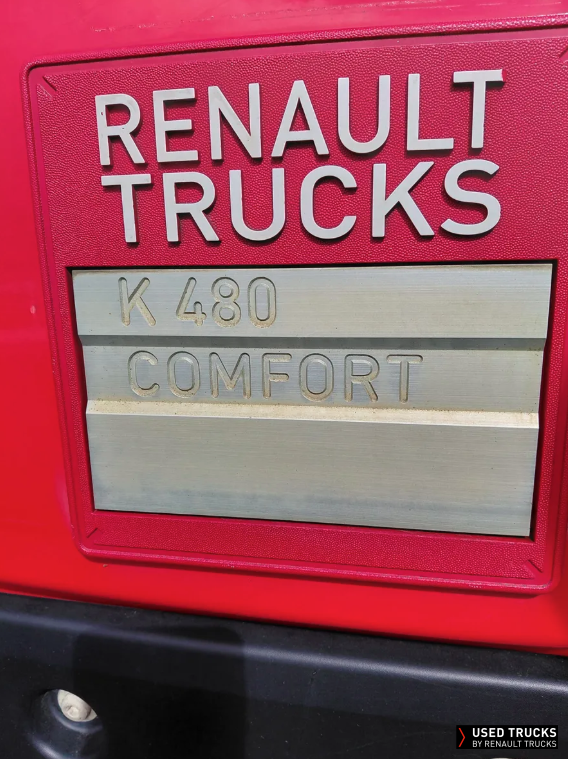 RENAULT
TRUCKS
K 480
COMFORT
USED TRUCKS
BY RENAULT TRUCKS